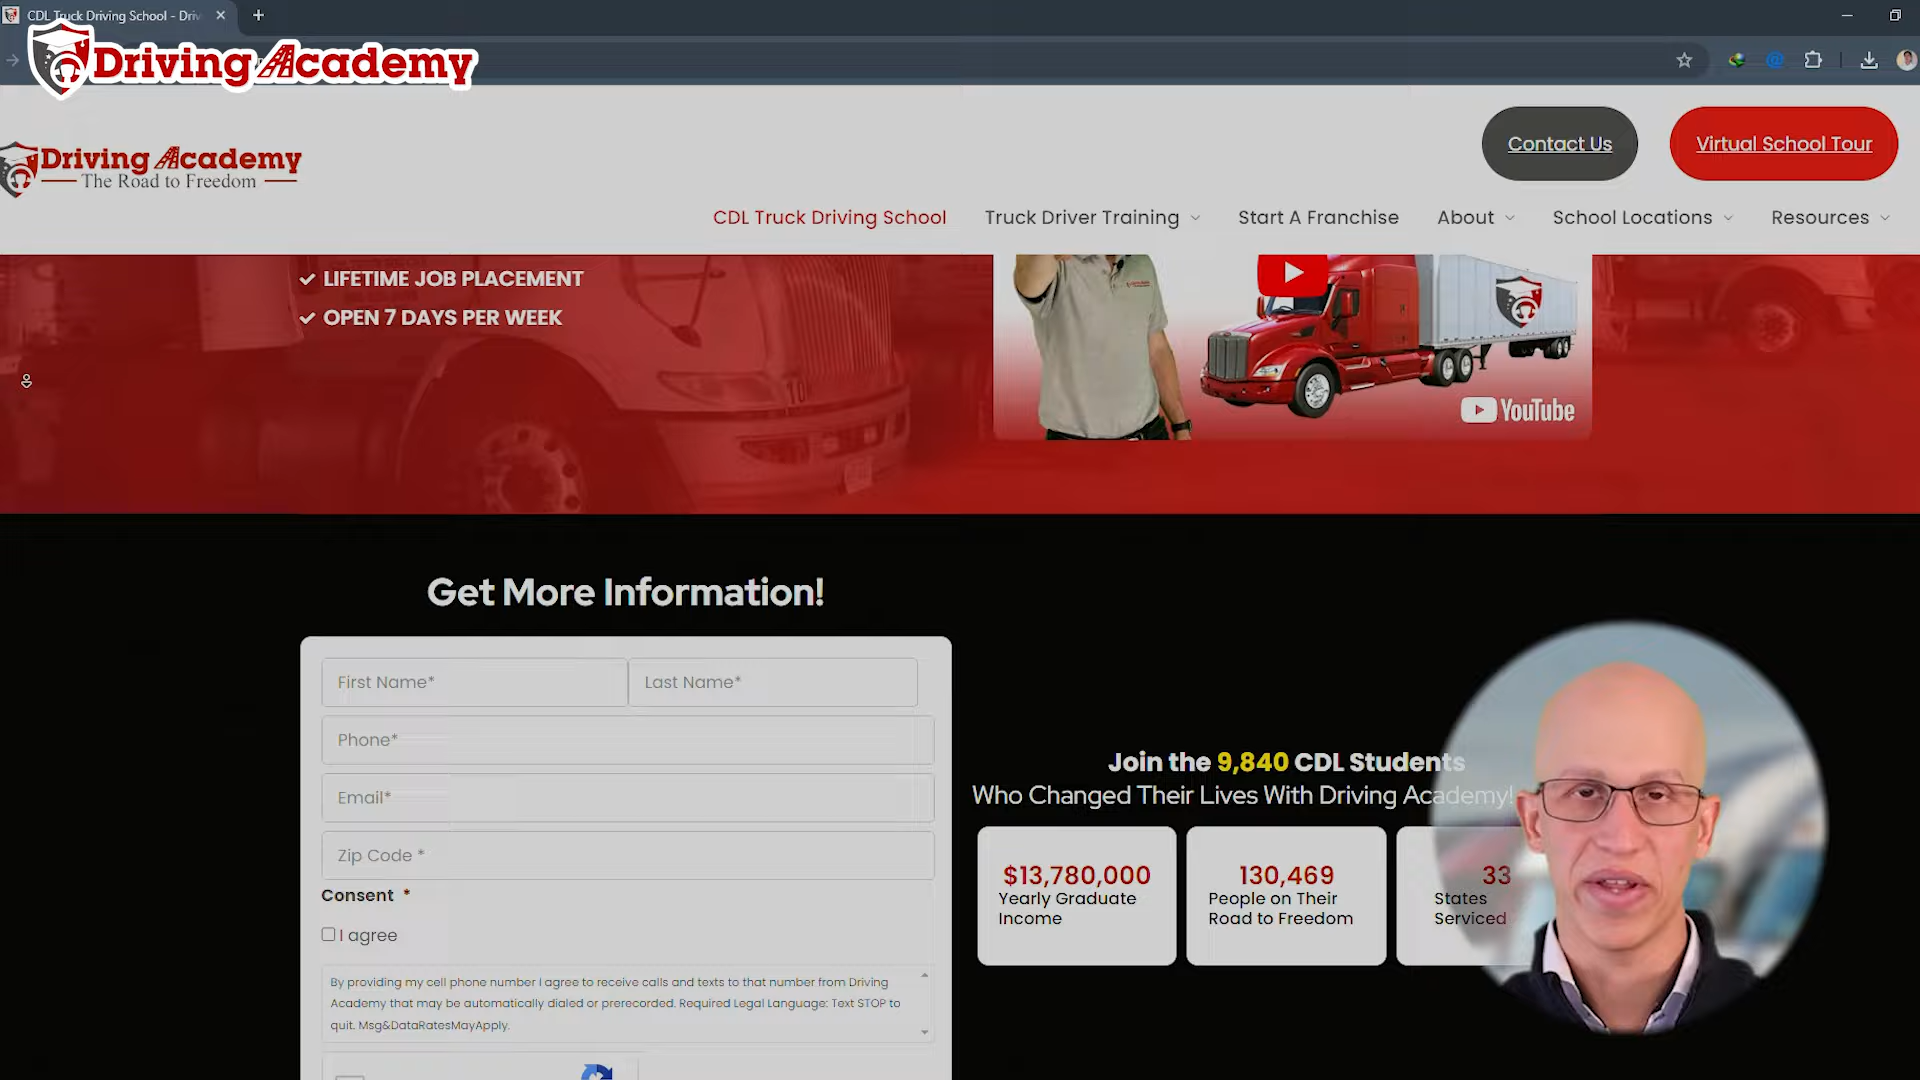 CDL Truck Driving School - Driv
Driving Academy
Driving Academy
The Road to Freedom
Contact Us
Virtual School Tour
CDL Truck Driving School
Truck Driver Training
Start A Franchise
About
School Locations
Resources
LIFETIME JOB PLACEMENT
OPEN 7 DAYS PER WEEK
YouTube
Get More Information!
First Name*
Last Name*
Phone*
Email*
Zip Code *
Consent *
I agree
By providing my cell phone number I agree to receive calls and texts to that number from Driving
Academy that may be automatically dialed or prerecorded. Required Legal Language: Text STOP to
quit. Msg&DataRatesMayApply.
Join the 9,840 CDL Students
Who Changed Their Lives With Driving Academy!
$13,780,000
Yearly Graduate
Income
130,469
People on Their
Road to Freedom
33
States
Serviced